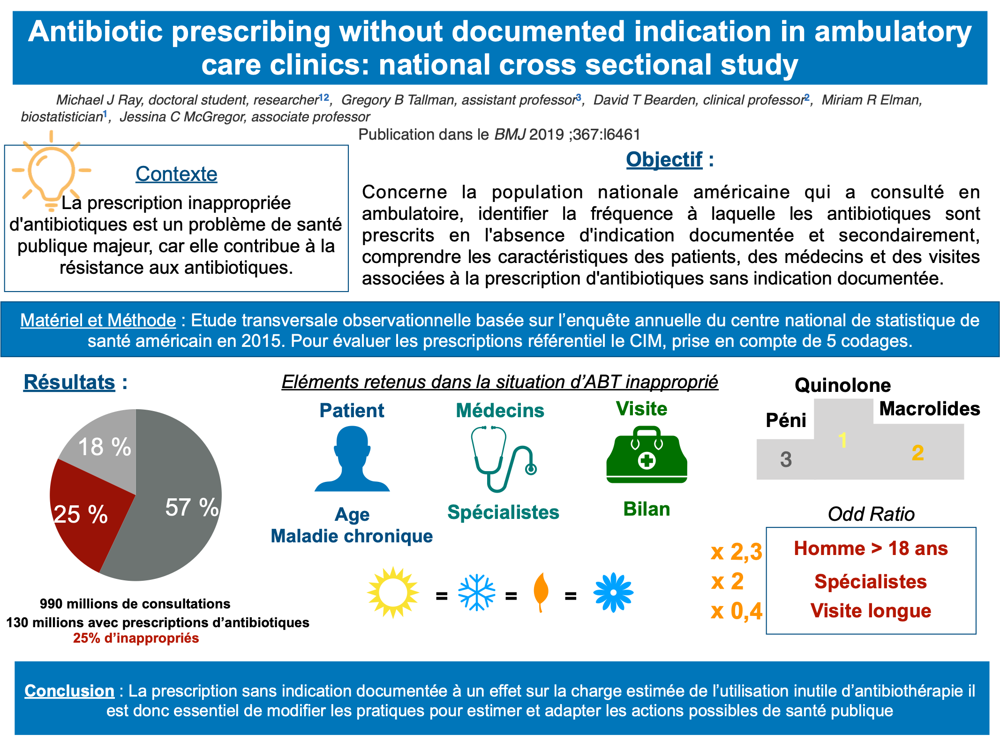 Antibiotic prescribing without documented indication in ambulatory
care clinics: national cross sectional study
Michael J Ray, doctoral student, researcher12, Gregory B Tallman, assistant professor3, David T Bearden, clinical professor2, Miriam R Elman,
biostatistician1, Jessina C McGregor, associate professor
Publication dans le BMJ 2019 ;367:l6461
Contexte
La prescription inappropriée
d'antibiotiques est un problème de santé
publique majeur, car elle contribue à la
résistance aux antibiotiques.
Objectif :
Concerne la population nationale américaine qui a consulté en
ambulatoire, identifier la fréquence à laquelle les antibiotiques sont
prescrits en l'absence d'indication documentée et secondairement,
comprendre les caractéristiques des patients, des médecins et des visites
associées à la prescription d'antibiotiques sans indication documentée.
Matériel et Méthode : Etude transversale observationnelle basée sur l’enquête annuelle du centre national de statistique de
santé américain en 2015. Pour évaluer les prescriptions référentiel le CIM, prise en compte de 5 codages.
Résultats :
18 %
25 %
57 %
990 millions de consultations
130 millions avec prescriptions d’antibiotiques
25% d’inappropriés
Eléments retenus dans la situation d’ABT inapproprié
Patient
Médecins
Visite
Age
Maladie chronique
Spécialistes
Bilan
= = =
Quinolone
Macrolides
Péni
1
2
3
Odd Ratio
x 2,3 Homme > 18 ans
x 2 Spécialistes
x 0,4 Visite longue
Conclusion : La prescription sans indication documentée à un effet sur la charge estimée de l’utilisation inutile d’antibiothérapie il
est donc essentiel de modifier les pratiques pour estimer et adapter les actions possibles de santé publique